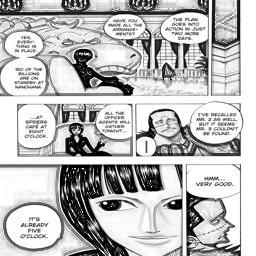 THE PLAN
GOES INTO
ACTION IN JUST
TWO MORE
DAYS.
HAVE YOU
MADE ALL THE
ARRANGE-
MENTS?
YES,
EVERY-
THING IS
IN PLACE.
150 OF THE
BILLIONS
ARE ON
STANDBY AT
NANOHANA.
I'VE RECALLED
MR. 2 AS WELL,
BUT IT SEEMS
MR. 3 COULDN'T
BE FOUND.
ALL THE
OFFICER
AGENTS WILL
GATHER
TONIGHT...
...AT
SPIDERS
CAFÉ AT
EIGHT
O'CLOCK.
HMM...
VERY GOOD.
IT'S
ALREADY
FIVE
O'CLOCK.